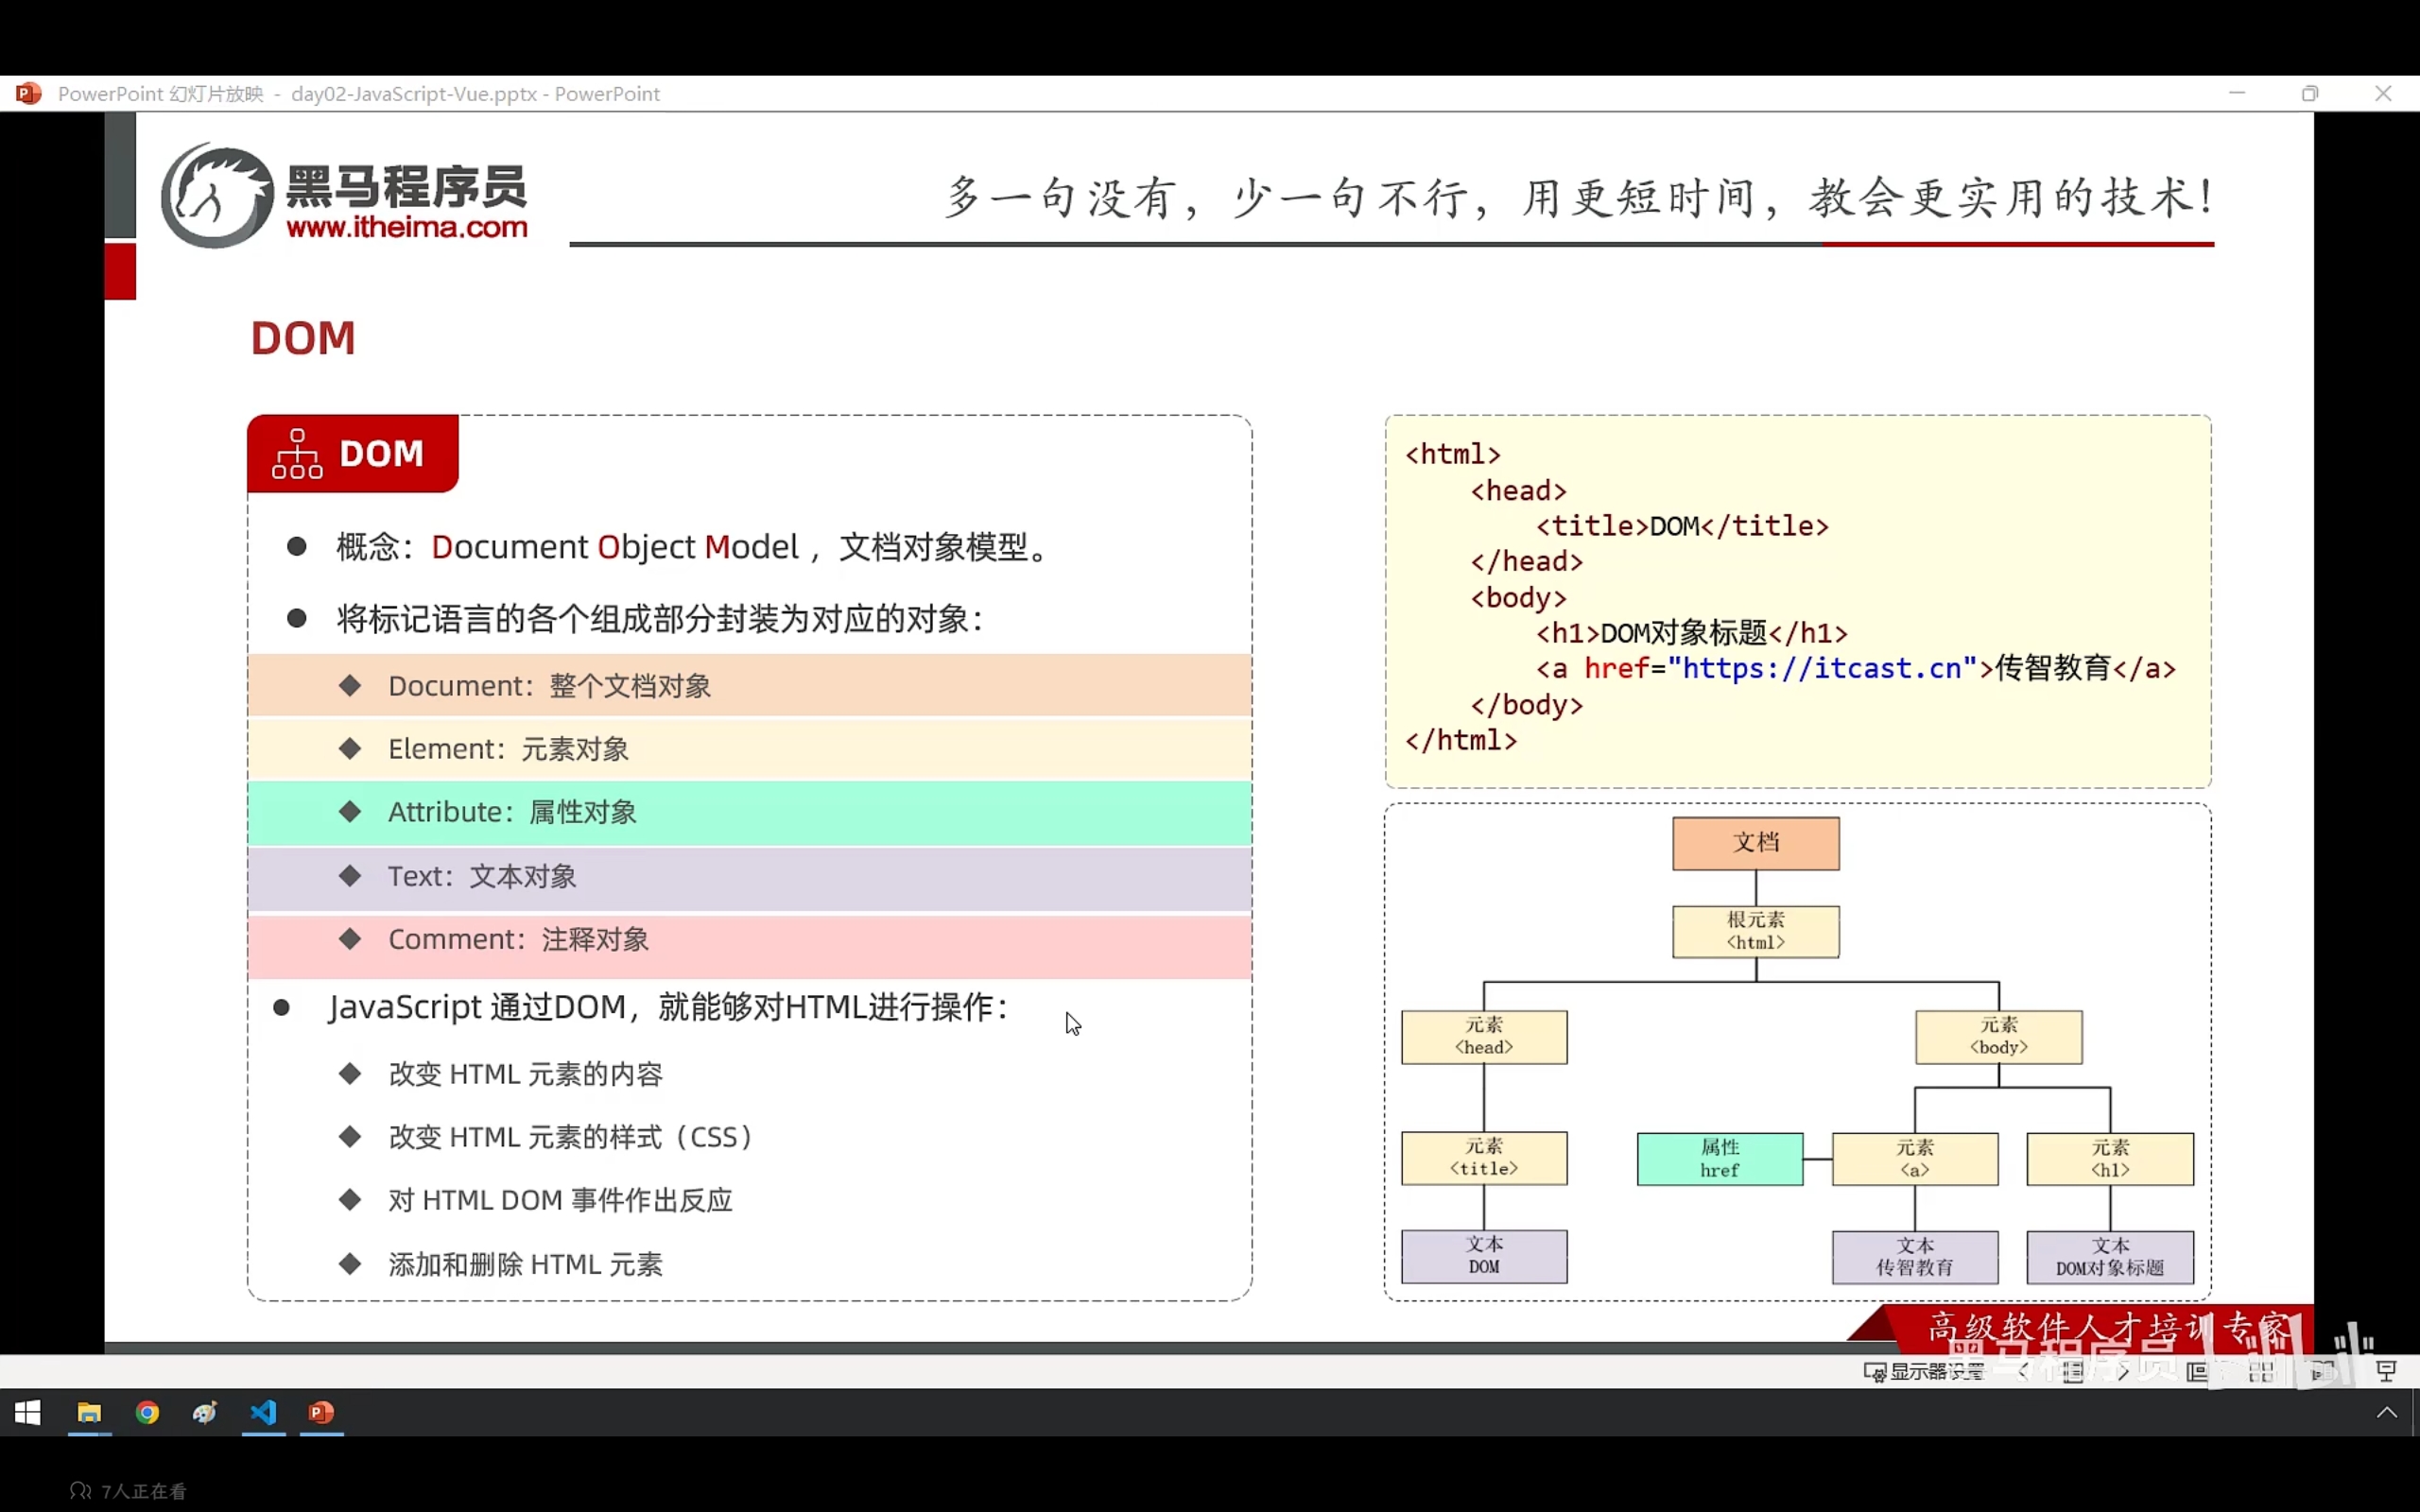 PowerPoint 幻灯片放映 - day02-JavaScript-Vue.pptx - PowerPoint
黑马程序员
www.itheima.com
多一句没有，少一句不行，用更短时间，教会更实用的技术！
DOM
DOM
概念：Document Object Model ，文档对象模型。
将标记语言的各个组成部分封装为对应的对象：
Document：整个文档对象
Element：元素对象
Attribute：属性对象
Text：文本对象
Comment：注释对象
JavaScript 通过DOM，就能够对HTML进行操作：
改变 HTML 元素的内容
改变 HTML 元素的样式（CSS）
对 HTML DOM 事件作出反应
添加和删除 HTML 元素
<html>
    <head>
        <title>DOM</title>
    </head>
    <body>
        <h1>DOM对象标题</h1>
        <a href="https://itcast.cn">传智教育</a>
    </body>
</html>
文档
根元素
<html>
元素
<head>
元素
<body>
元素
<title>
属性
href
元素
<a>
元素
<h1>
文本
DOM
文本
传智教育
文本
DOM对象标题
高级软件人才培训专家
黑马程序员
显示器设置
7人正在看